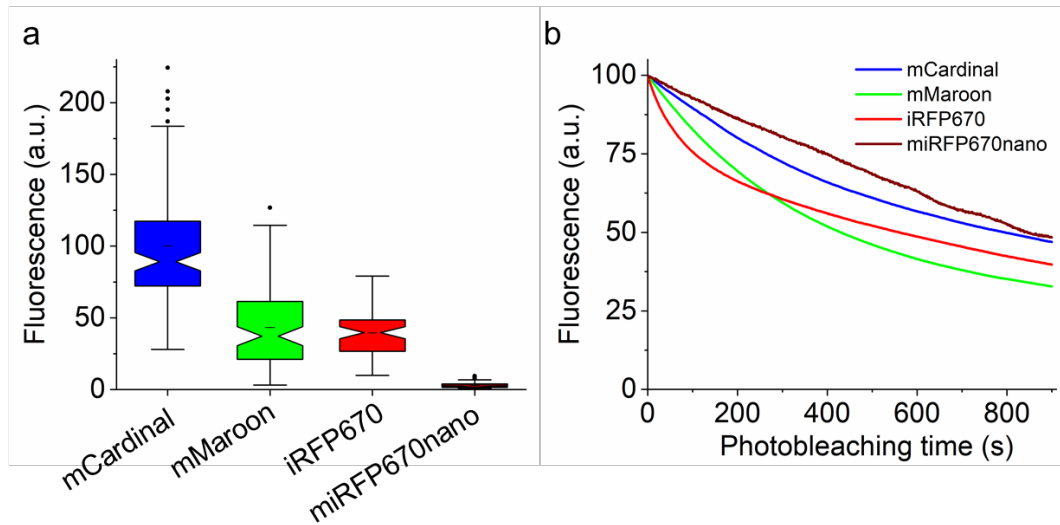 a
Fluorescence (a.u.)
200
150
100
50
0
mCardinal
mMaroon
iRFP670
miRFP670nano
b
Fluorescence (a.u.)
100
75
50
25
0
mCardinal
mMaroon
iRFP670
miRFP670nano
0 200 400 600 800
Photobleaching time (s)